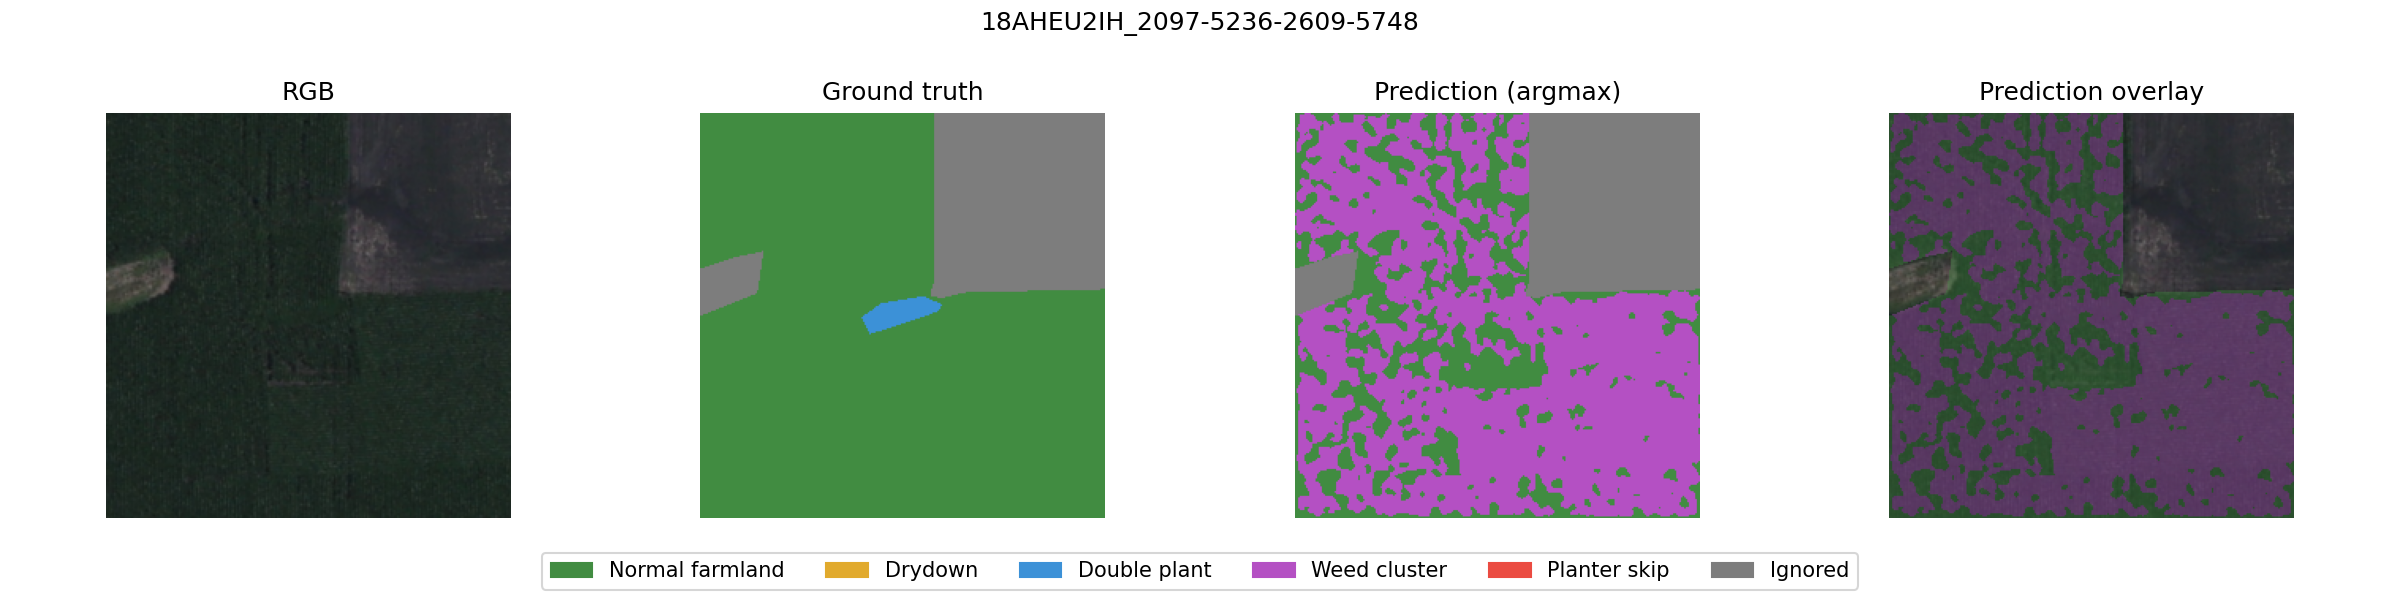 18AHEU2IH_2097-5236-2609-5748
RGB
Ground truth
Prediction (argmax)
Prediction overlay
Normal farmland
Drydown
Double plant
Weed cluster
Planter skip
Ignored